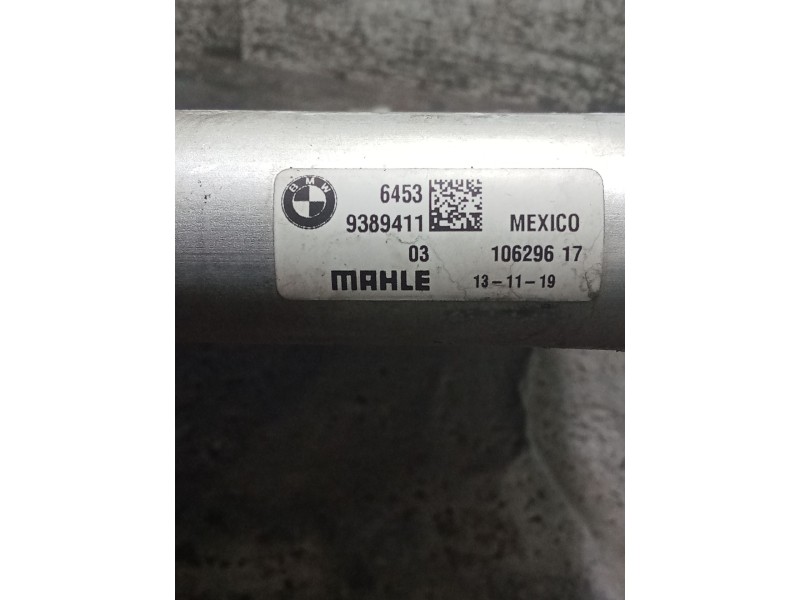 BMW
6453
9389411
MEXICO
03
106296 17
MAHLE
13-11-19